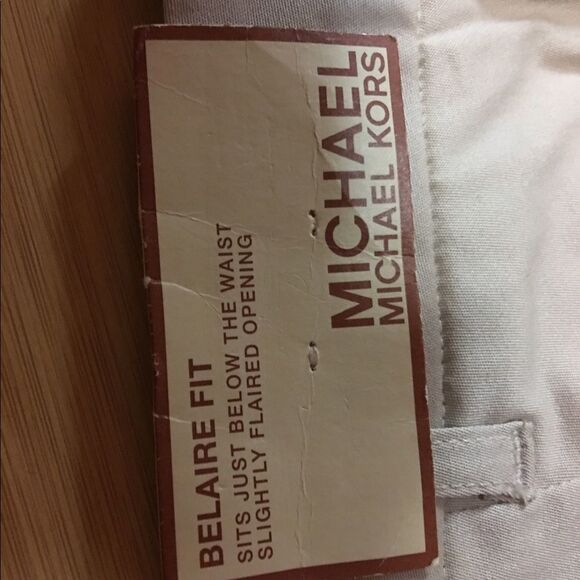 MICHAEL
MICHAEL KORS
BELAIRE FIT
SITS JUST BELOW THE WAIST
SLIGHTLY FLAIRED OPENING